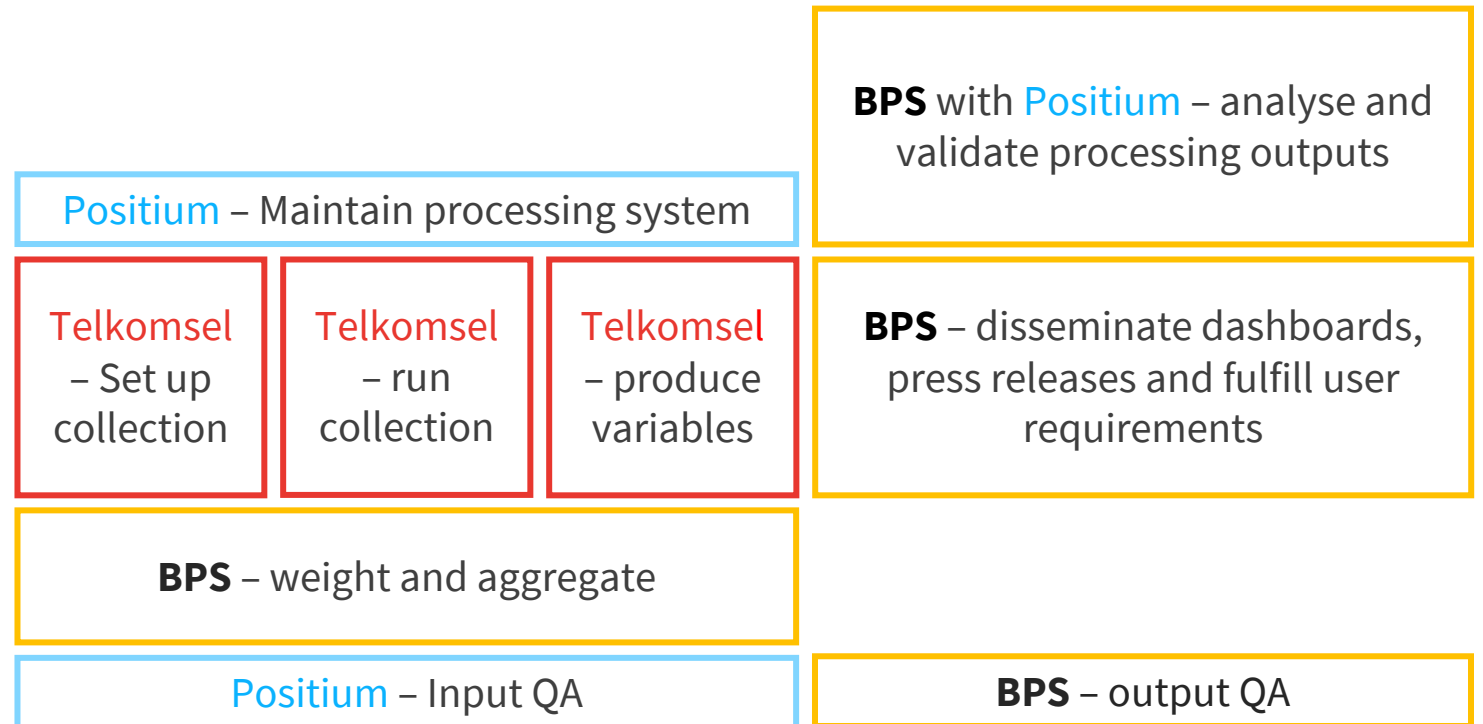 BPS with Positium – analyse and
validate processing outputs
Positium – Maintain processing system
Telkomsel
– Set up
collection
Telkomsel
– run
collection
Telkomsel
– produce
variables
BPS – disseminate dashboards,
press releases and fulfill user
requirements
BPS – weight and aggregate
Positium – Input QA
BPS – output QA